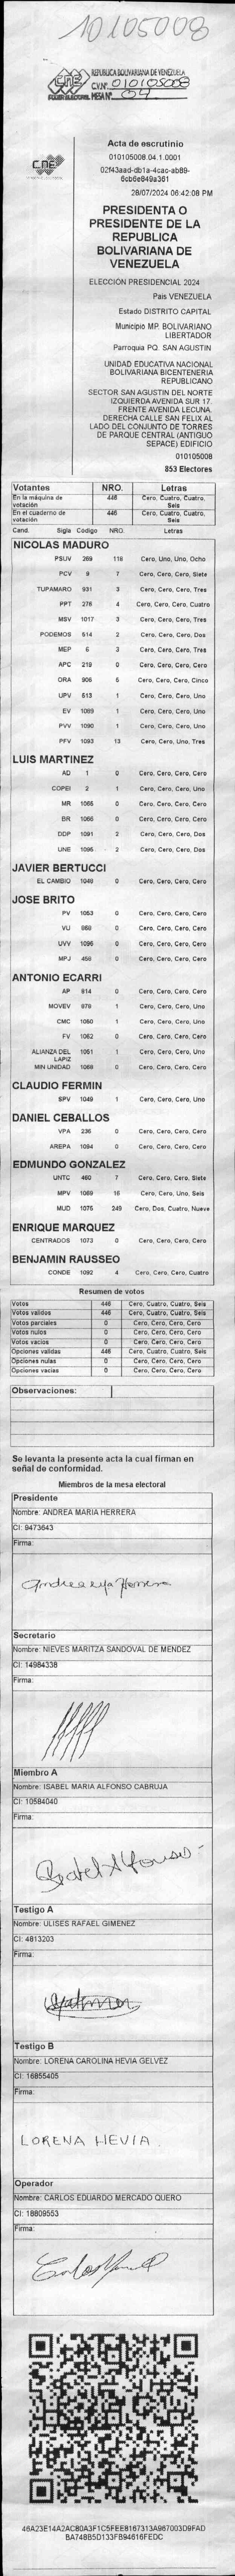 10105008
CNE
PODER ELECTORAL
REPUBLICA BOLIVARIANA DE VENEZUELA
C.V.N° 010105008
MESA N° 04
CNE
Acta de escrutinio
010105008.04.1.0001
02f43aad-db1a-4cac-ab89-
6cb6e849a361
28/07/2024 06:42:08 PM
PRESIDENTA O
PRESIDENTE DE LA
REPUBLICA
BOLIVARIANA DE
VENEZUELA
ELECCIÓN PRESIDENCIAL 2024
Pais VENEZUELA
Estado DISTRITO CAPITAL
Municipio MP. BOLIVARIANO
LIBERTADOR
Parroquia PQ. SAN AGUSTIN
UNIDAD EDUCATIVA NACIONAL
BOLIVARIANA BICENTENERIA
REPUBLICANO
SECTOR SAN AGUSTIN DEL NORTE
IZQUIERDA AVENIDA SUR 17.
FRENTE AVENIDA LECUNA.
DERECHA CALLE SAN FELIX AL
LADO DEL CONJUNTO DE TORRES
DE PARQUE CENTRAL (ANTIGUO
SEPACE) EDIFICIO
010105008
853 Electores
Votantes NRO. Letras
En la máquina de votación 446 Cero, Cuatro, Cuatro, Seis
En el cuaderno de votación 446 Cero, Cuatro, Cuatro, Seis
Cand. Sigla Codigo NRO. Letras
NICOLAS MADURO
PSUV 269 118 Cero, Uno, Uno, Ocho
PCV 9 7 Cero, Cero, Cero, Siete
TUPAMARO 931 3 Cero, Cero, Cero, Tres
PPT 276 4 Cero, Cero, Cero, Cuatro
MSV 1017 3 Cero, Cero, Cero, Tres
PODEMOS 514 2 Cero, Cero, Cero, Dos
MEP 6 3 Cero, Cero, Cero, Tres
APC 219 0 Cero, Cero, Cero, Cero
ORA 906 5 Cero, Cero, Cero, Cinco
UPV 513 1 Cero, Cero, Cero, Uno
EV 1089 1 Cero, Cero, Cero, Uno
PVV 1090 1 Cero, Cero, Cero, Uno
PFV 1093 13 Cero, Cero, Uno, Tres
LUIS MARTINEZ
AD 1 0 Cero, Cero, Cero, Cero
COPEI 2 1 Cero, Cero, Cero, Uno
MR 1065 0 Cero, Cero, Cero, Cero
BR 1066 0 Cero, Cero, Cero, Cero
DDP 1091 2 Cero, Cero, Cero, Dos
UNE 1095 2 Cero, Cero, Cero, Dos
JAVIER BERTUCCI
EL CAMBIO 1048 0 Cero, Cero, Cero, Cero
JOSE BRITO
PV 1053 0 Cero, Cero, Cero, Cero
VU 868 0 Cero, Cero, Cero, Cero
UVV 1096 0 Cero, Cero, Cero, Cero
MPJ 450 0 Cero, Cero, Cero, Cero
ANTONIO ECARRI
AP 814 0 Cero, Cero, Cero, Cero
MOVEV 878 1 Cero, Cero, Cero, Uno
CMC 1050 1 Cero, Cero, Cero, Uno
FV 1052 0 Cero, Cero, Cero, Cero
ALIANZA DEL LAPIZ 1051 1 Cero, Cero, Cero, Uno
MIN UNIDAD 1088 0 Cero, Cero, Cero, Cero
CLAUDIO FERMIN
SPV 1049 1 Cero, Cero, Cero, Uno
DANIEL CEBALLOS
VPA 236 0 Cero, Cero, Cero, Cero
AREPA 1094 0 Cero, Cero, Cero, Cero
EDMUNDO GONZALEZ
UNTC 460 7 Cero, Cero, Cero, Siete
MPV 1069 16 Cero, Cero, Uno, Seis
MUD 1075 249 Cero, Dos, Cuatro, Nueve
ENRIQUE MARQUEZ
CENTRADOS 1073 0 Cero, Cero, Cero, Cero
BENJAMIN RAUSSEO
CONDE 1092 4 Cero, Cero, Cero, Cuatro
Resumen de votos
Votos 446 Cero, Cuatro, Cuatro, Seis
Votos validos 446 Cero, Cuatro, Cuatro, Seis
Votos parciales 0 Cero, Cero, Cero, Cero
Votos nulos 0 Cero, Cero, Cero, Cero
Votos vacios 0 Cero, Cero, Cero, Cero
Opciones validas 446 Cero, Cuatro, Cuatro, Seis
Opciones nulas 0 Cero, Cero, Cero, Cero
Opciones vacias 0 Cero, Cero, Cero, Cero
Observaciones:
Se levanta la presente acta la cual firman en
señal de conformidad.
Miembros de la mesa electoral
Presidente
Nombre: ANDREA MARIA HERRERA
CI: 9473643
Firma:
Secretario
Nombre: NIEVES MARITZA SANDOVAL DE MENDEZ
CI: 14984338
Firma:
Miembro A
Nombre: ISABEL MARIA ALFONSO CABRUJA
CI: 10584040
Firma:
Isabel Alfonso
Testigo A
Nombre: ULISES RAFAEL GIMENEZ
CI: 4813203
Firma:
Testigo B
Nombre: LORENA CAROLINA HEVIA GELVEZ
CI: 16855405
Firma:
LORENA HEVIA
Operador
Nombre: CARLOS EDUARDO MERCADO QUERO
CI: 18809553
Firma:
46A23E14A2AC80A3F1C5FEE8167313A967003D9FAD
BA748B5D133FB94616FEDC